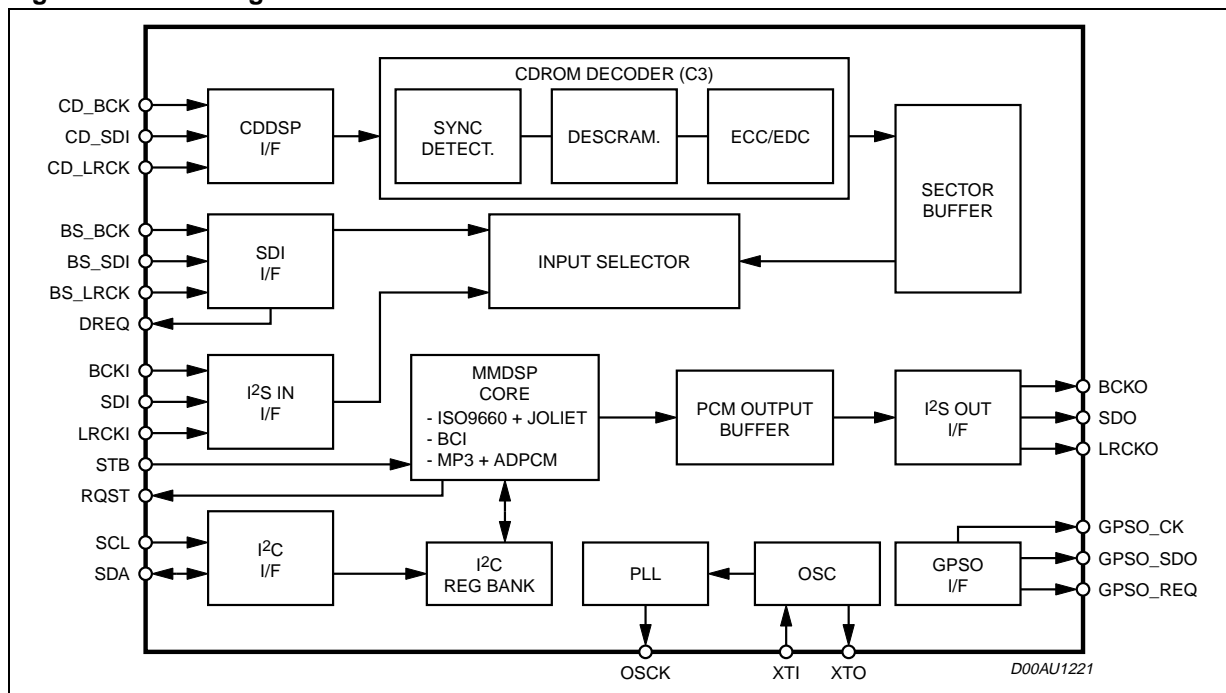 CDROM DECODER (C3)
CD_BCK
CD_SDI
CD_LRCK
CDDSP
I/F
SYNC
DETECT.
DESCRAM.
ECC/EDC
SECTOR
BUFFER
BS_BCK
BS_SDI
BS_LRCK
DREQ
SDI
I/F
INPUT SELECTOR
BCKI
SDI
LRCKI
STB
RQST
I2S IN
I/F
MMDSP
CORE
- ISO9660 + JOLIET
- BCI
- MP3 + ADPCM
PCM OUTPUT
BUFFER
I2S OUT
I/F
BCKO
SDO
LRCKO
SCL
SDA
I2C
I/F
I2C
REG BANK
PLL
OSC
GPSO
I/F
GPSO_CK
GPSO_SDO
GPSO_REQ
OSCK
XTI
XTO
D00AU1221